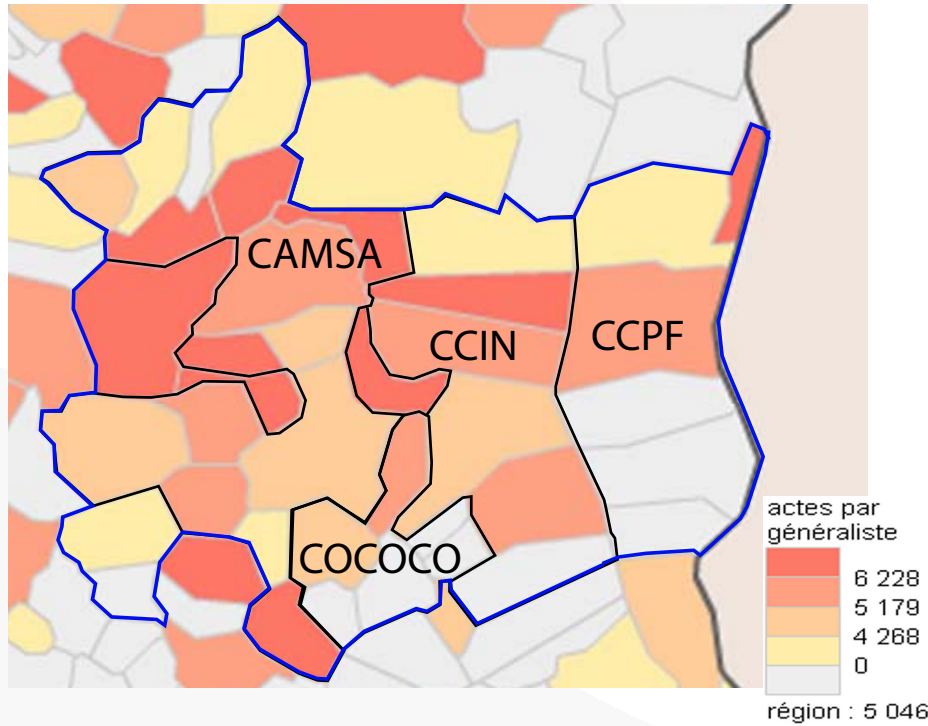 CAMSA
CCIN
CCPF
COCOCO
actes par
généraliste
6 228
5 179
4 268
0
région : 5 046